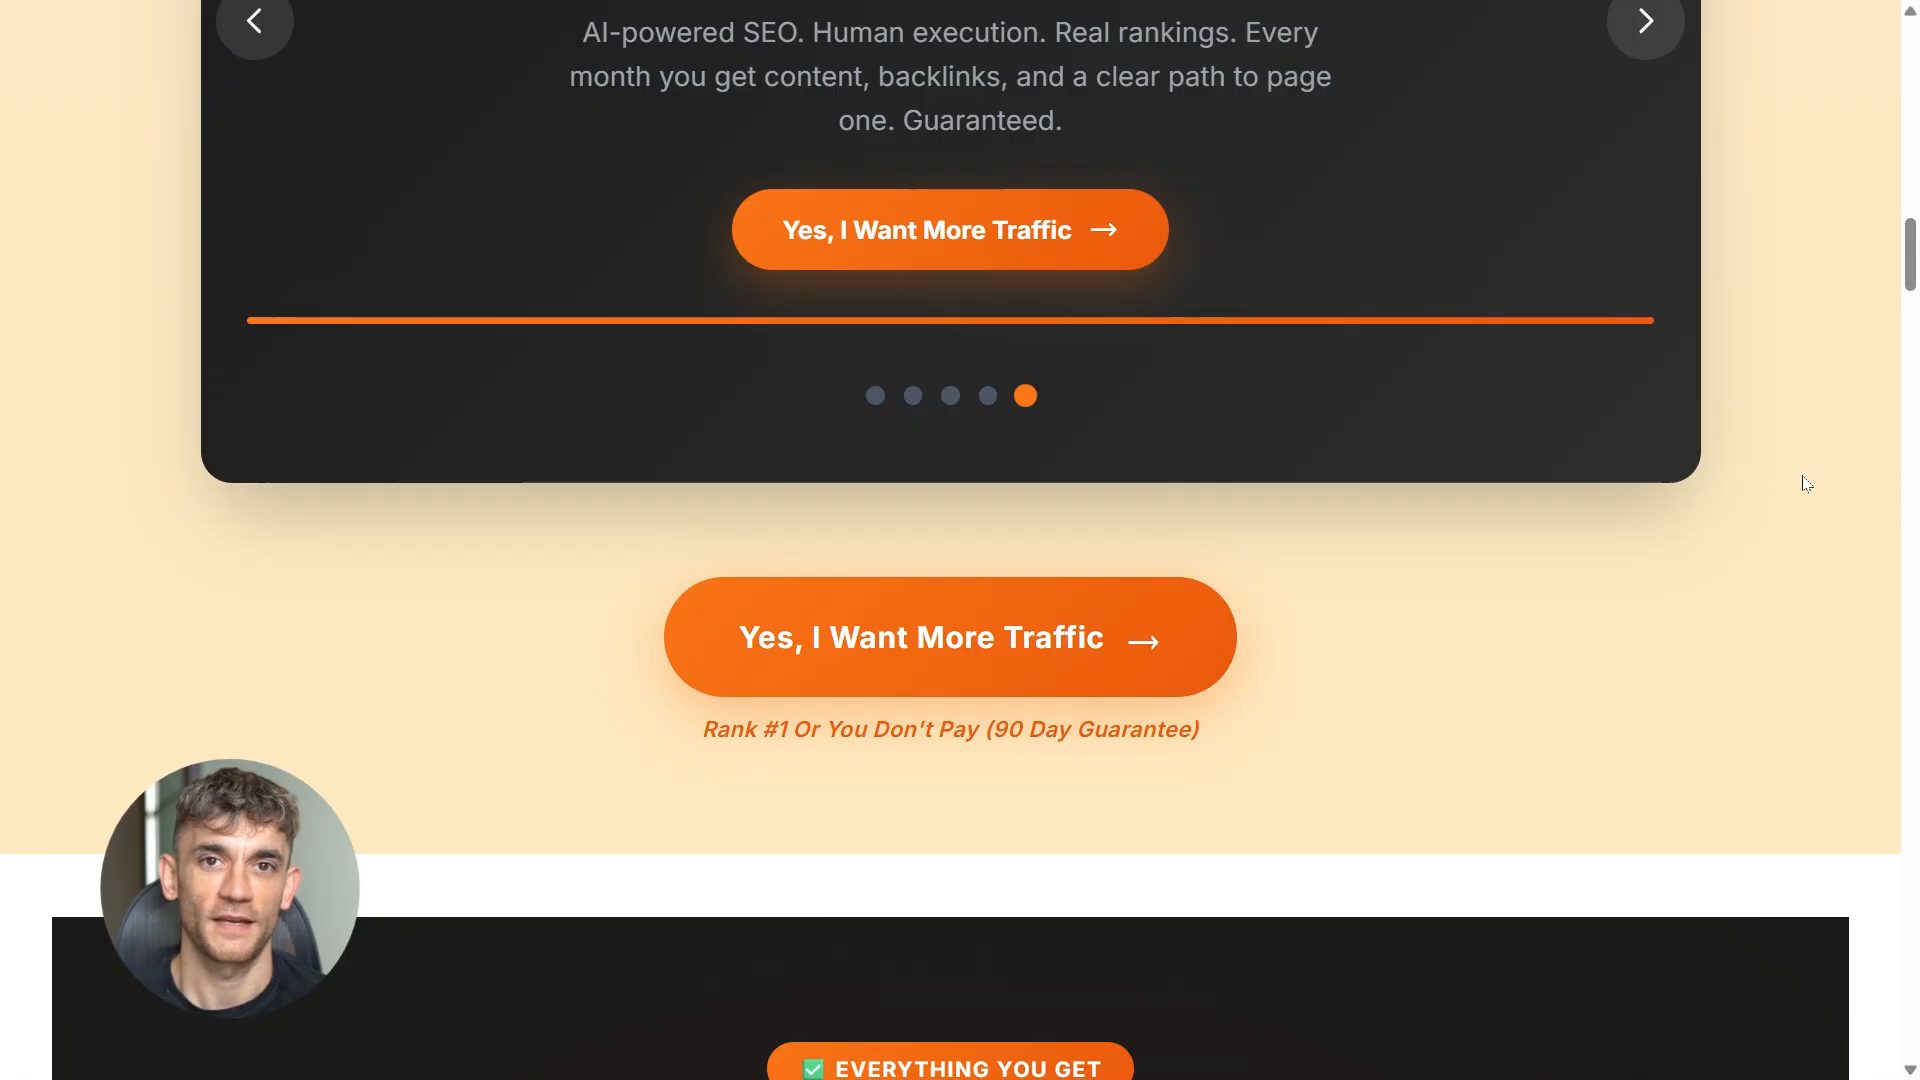 AI-powered SEO. Human execution. Real rankings. Every
month you get content, backlinks, and a clear path to page
one. Guaranteed.
Yes, I Want More Traffic →
Yes, I Want More Traffic →
Rank #1 Or You Don't Pay (90 Day Guarantee)
✅ EVERYTHING YOU GET